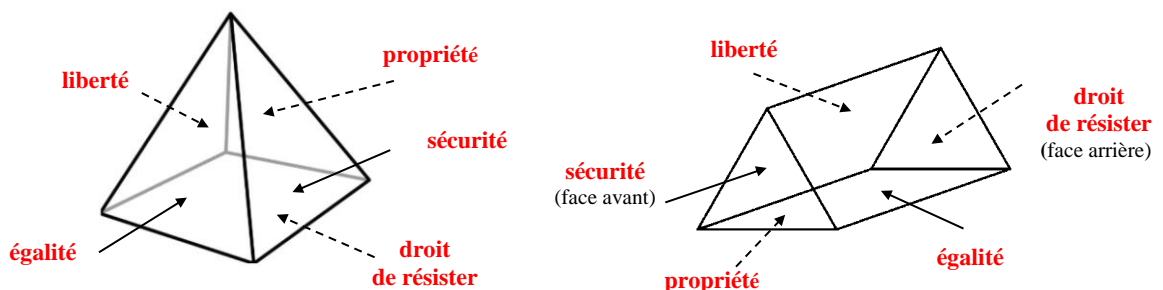 propriété
liberté
sécurité
égalité
droit
de résister
liberté
droit
de résister
(face arrière)
sécurité
(face avant)
propriété
égalité